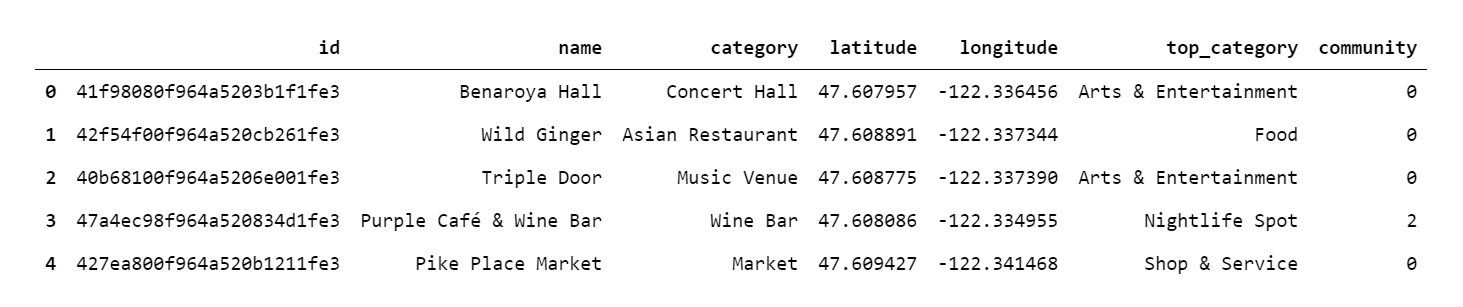 id name category latitude longitude top_category community
0 41f98080f964a5203b1f1fe3 Benaroya Hall Concert Hall 47.607957 -122.336456 Arts & Entertainment 0
1 42f54f00f964a520cb261fe3 Wild Ginger Asian Restaurant 47.608891 -122.337344 Food 0
2 40b68100f964a5206e001fe3 Triple Door Music Venue 47.608775 -122.337390 Arts & Entertainment 0
3 47a4ec98f964a520834d1fe3 Purple Café & Wine Bar Wine Bar 47.608086 -122.334955 Nightlife Spot 2
4 427ea800f964a520b1211fe3 Pike Place Market Market 47.609427 -122.341468 Shop & Service 0